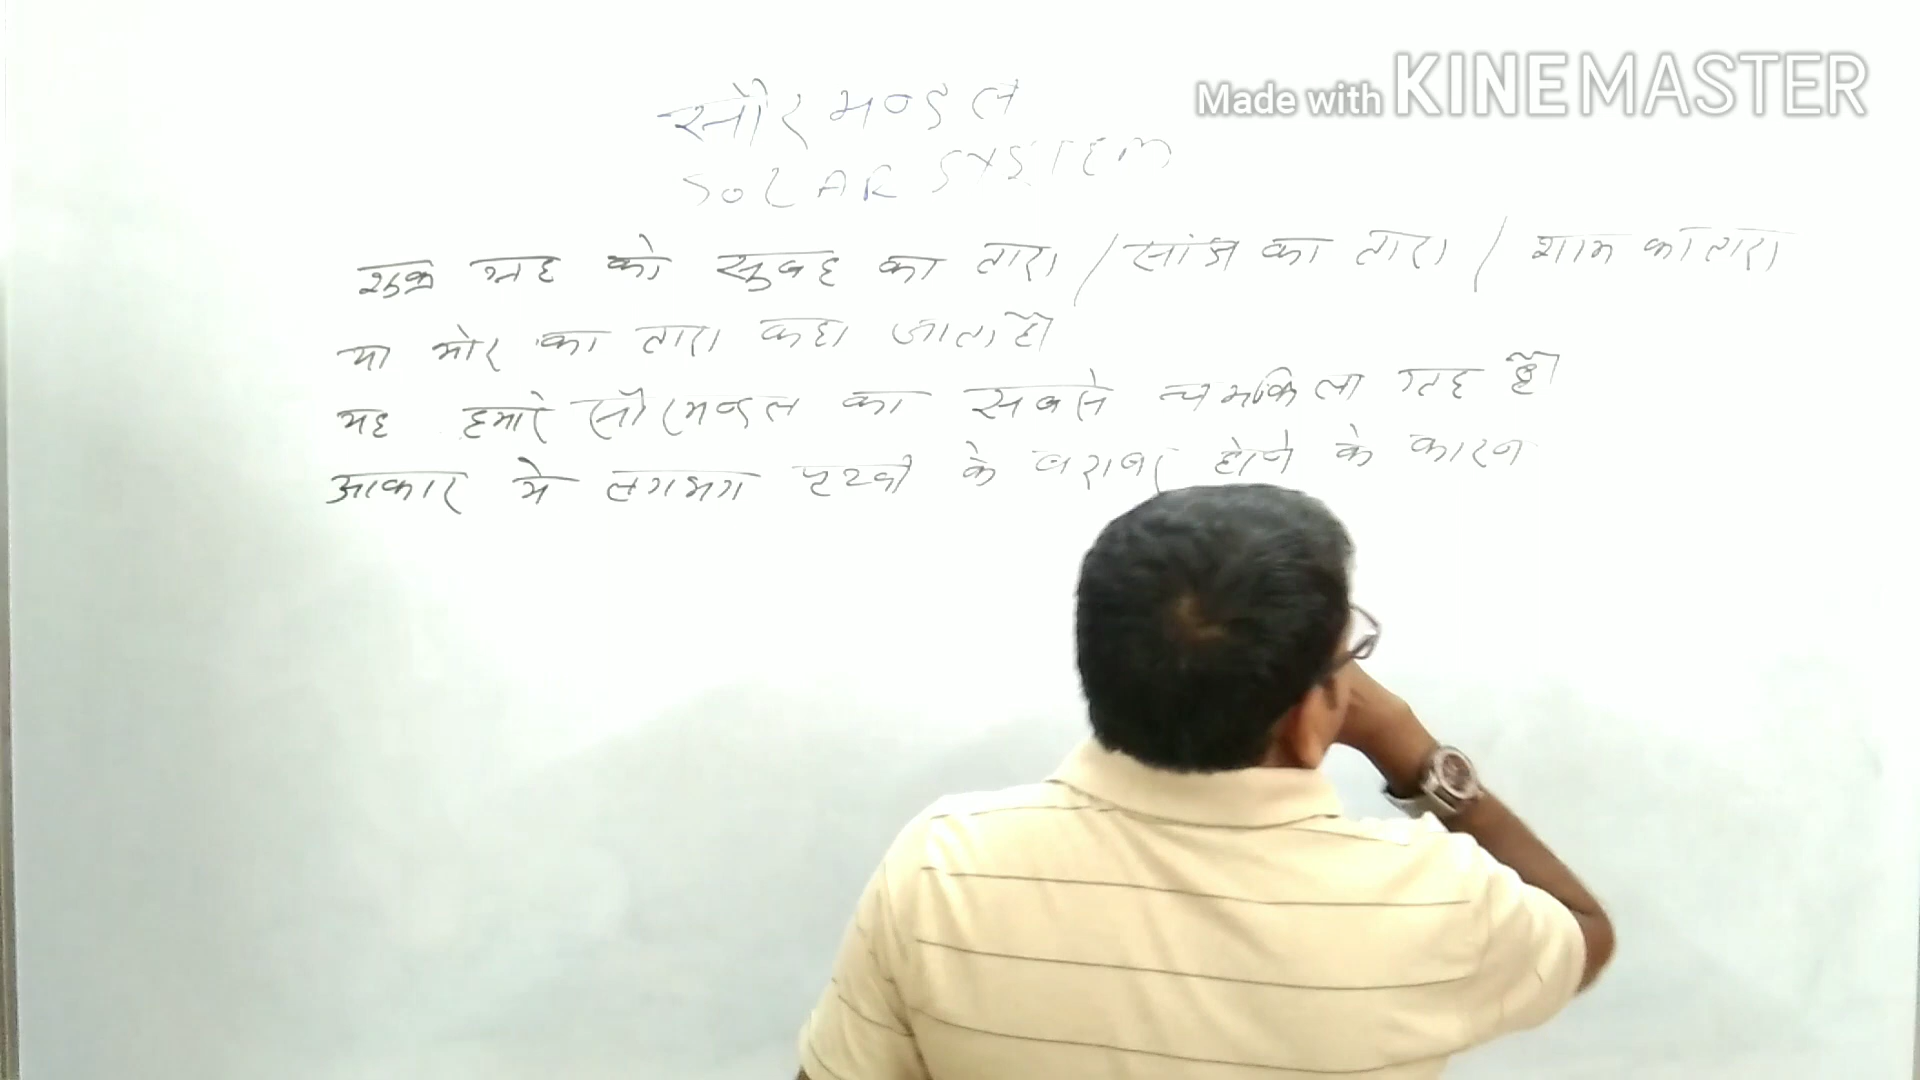 Made with KINEMASTER
सौरमण्डल
SOLAR SYSTEM
शुक्र ग्रह को सुबह का तारा / सांज का तारा / शाम का तारा
या भोर का तारा कहा जाता है।
यह हमारे सौरमण्डल का सबसे चमकिला ग्रह है।
आकार मे लगभग पृथ्वी के बराबर होने के कारन